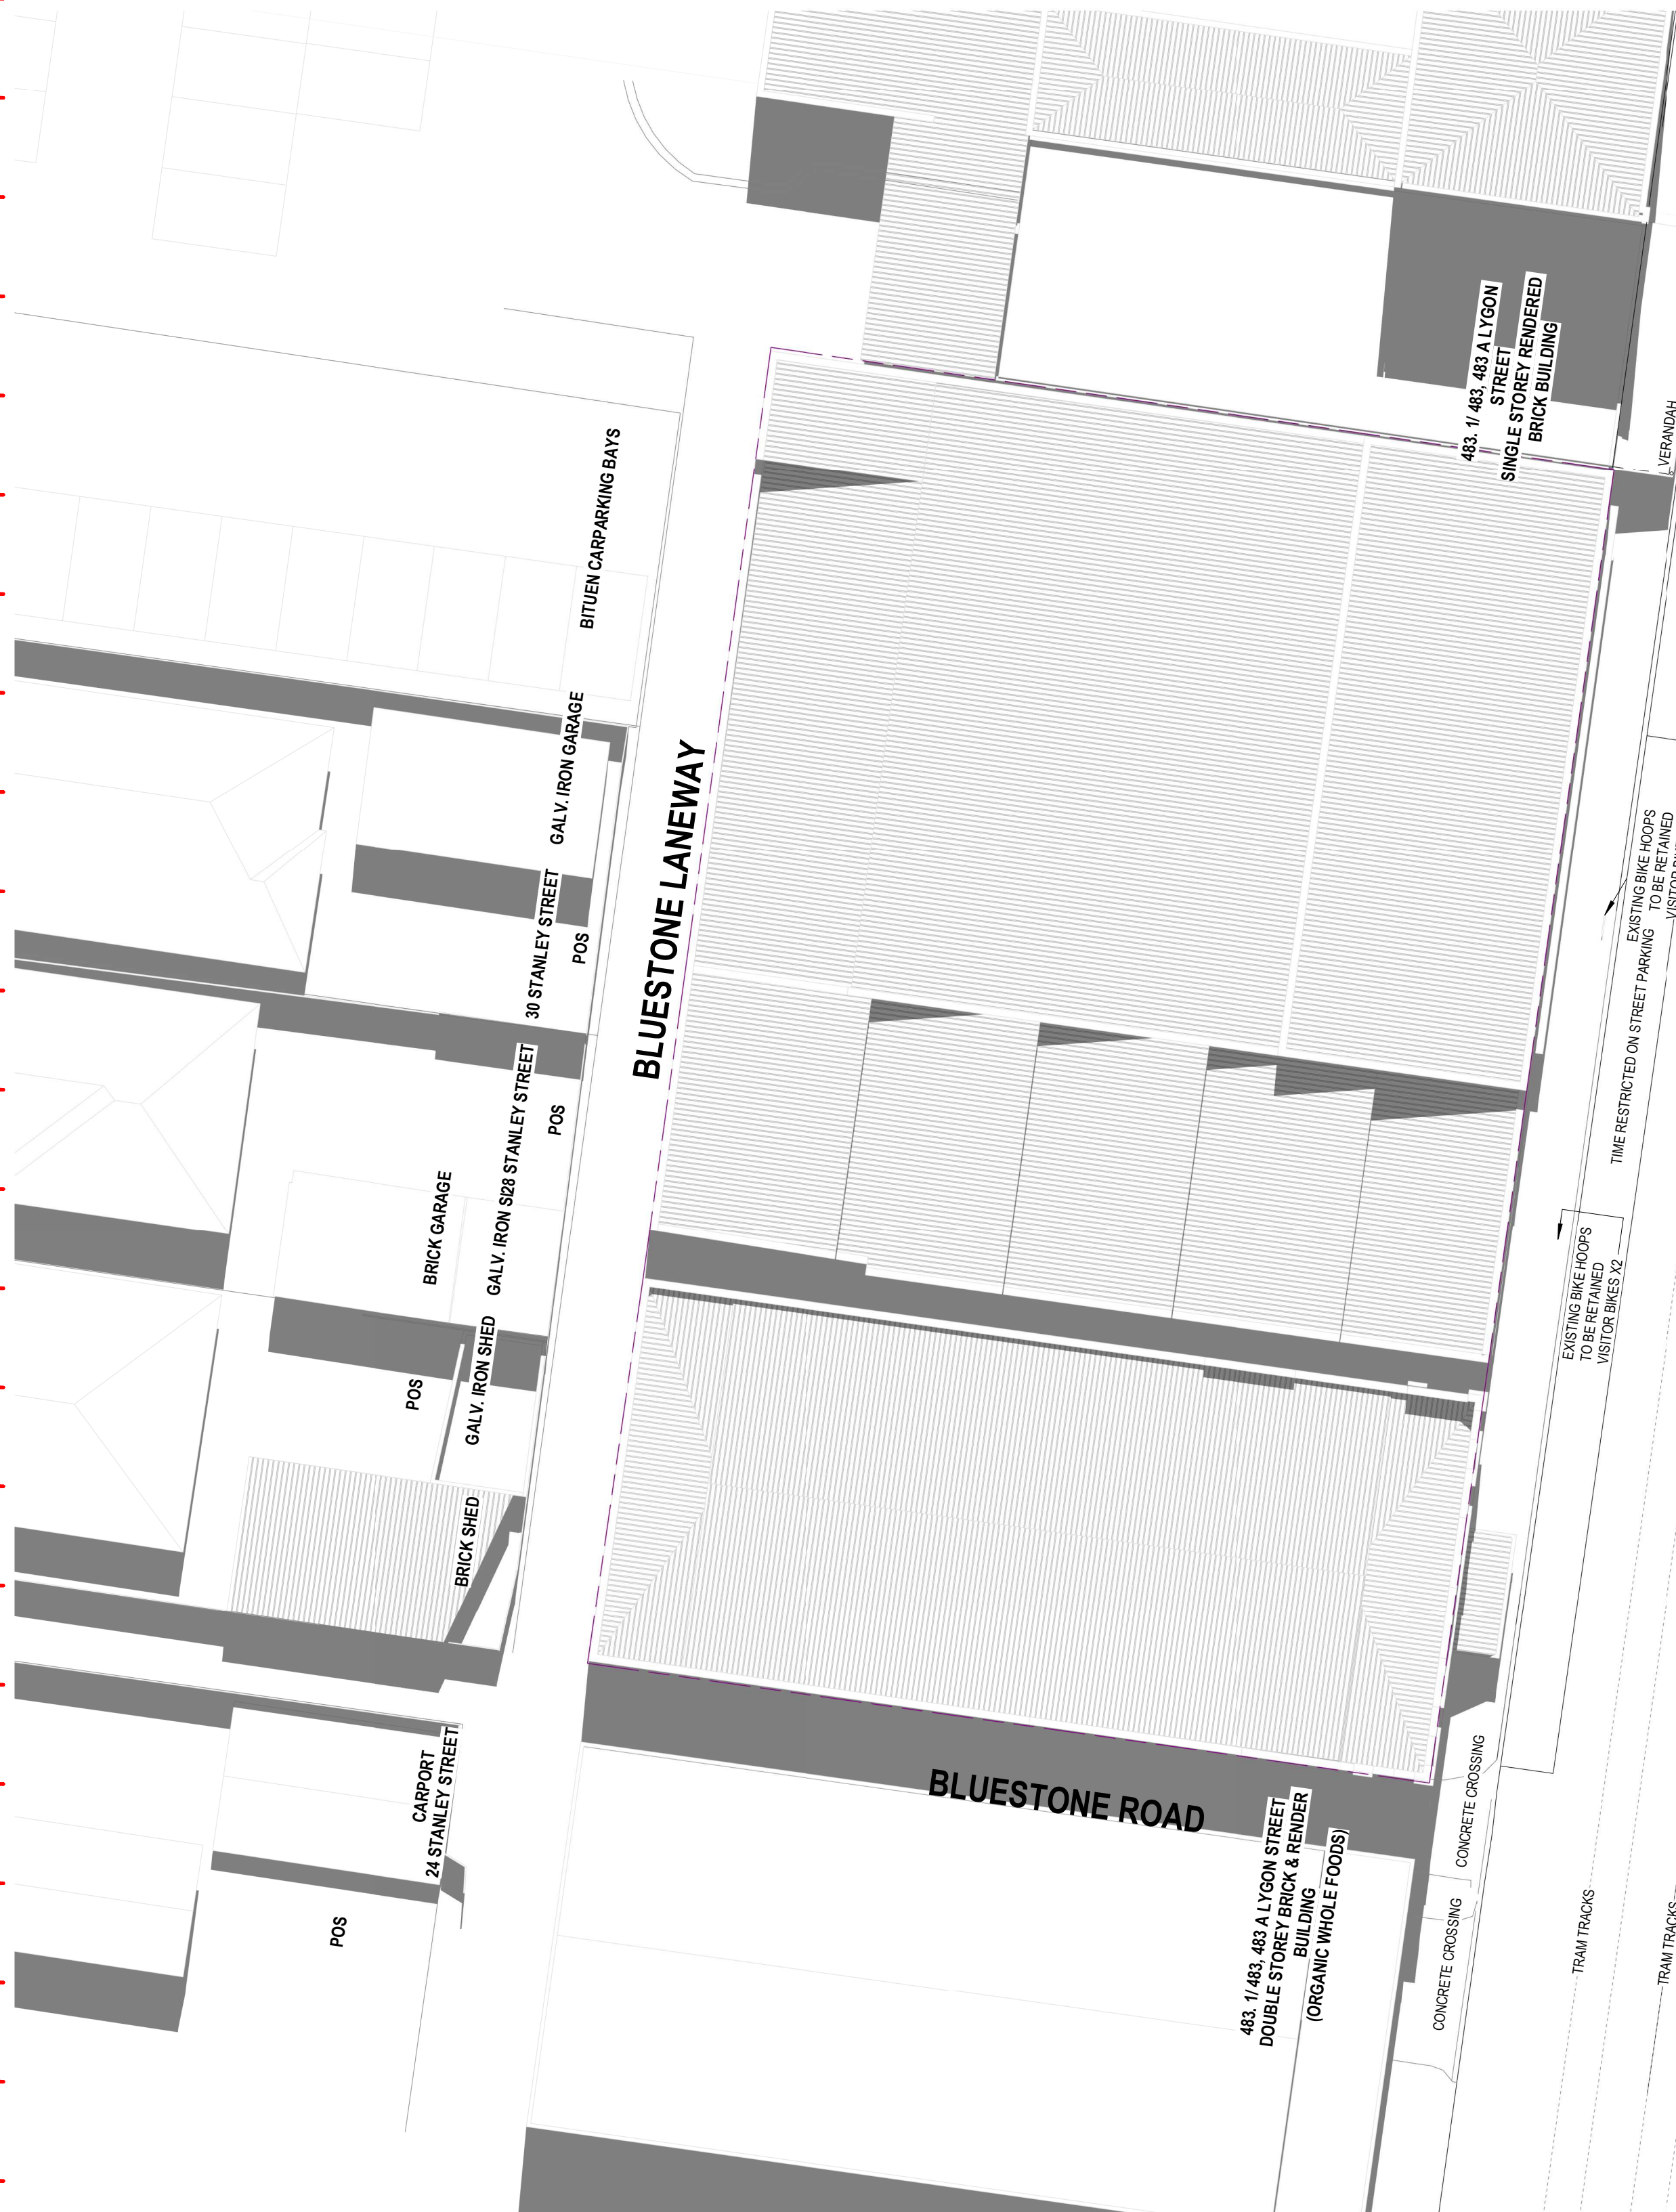 483. 1/ 483, 483 A LYGON
STREET
SINGLE STOREY RENDERED
BRICK BUILDING
VERANDAH
BITUEN CARPARKING BAYS
GALV. IRON GARAGE
BLUESTONE LANEWAY
30 STANLEY STREET
POS
EXISTING BIKE HOOPS
TO BE RETAINED
TIME RESTRICTED ON STREET PARKING
28 STANLEY STREET
POS
BRICK GARAGE
GALV. IRON
EXISTING BIKE HOOPS
TO BE RETAINED
VISITOR BIKES X2
GALV. IRON SHED
POS
BRICK SHED
CARPORT
24 STANLEY STREET
POS
BLUESTONE ROAD
483. 1/ 483, 483 A LYGON STREET
DOUBLE STOREY BRICK & RENDER
BUILDING
(ORGANIC WHOLE FOODS)
CONCRETE CROSSING
CONCRETE CROSSING
TRAM TRACKS
TRAM TRACKS